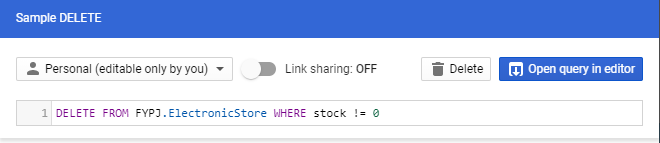 Sample DELETE
Personal (editable only by you) Link sharing: OFF Delete Open query in editor
1 DELETE FROM FYPJ.ElectronicStore WHERE stock != 0